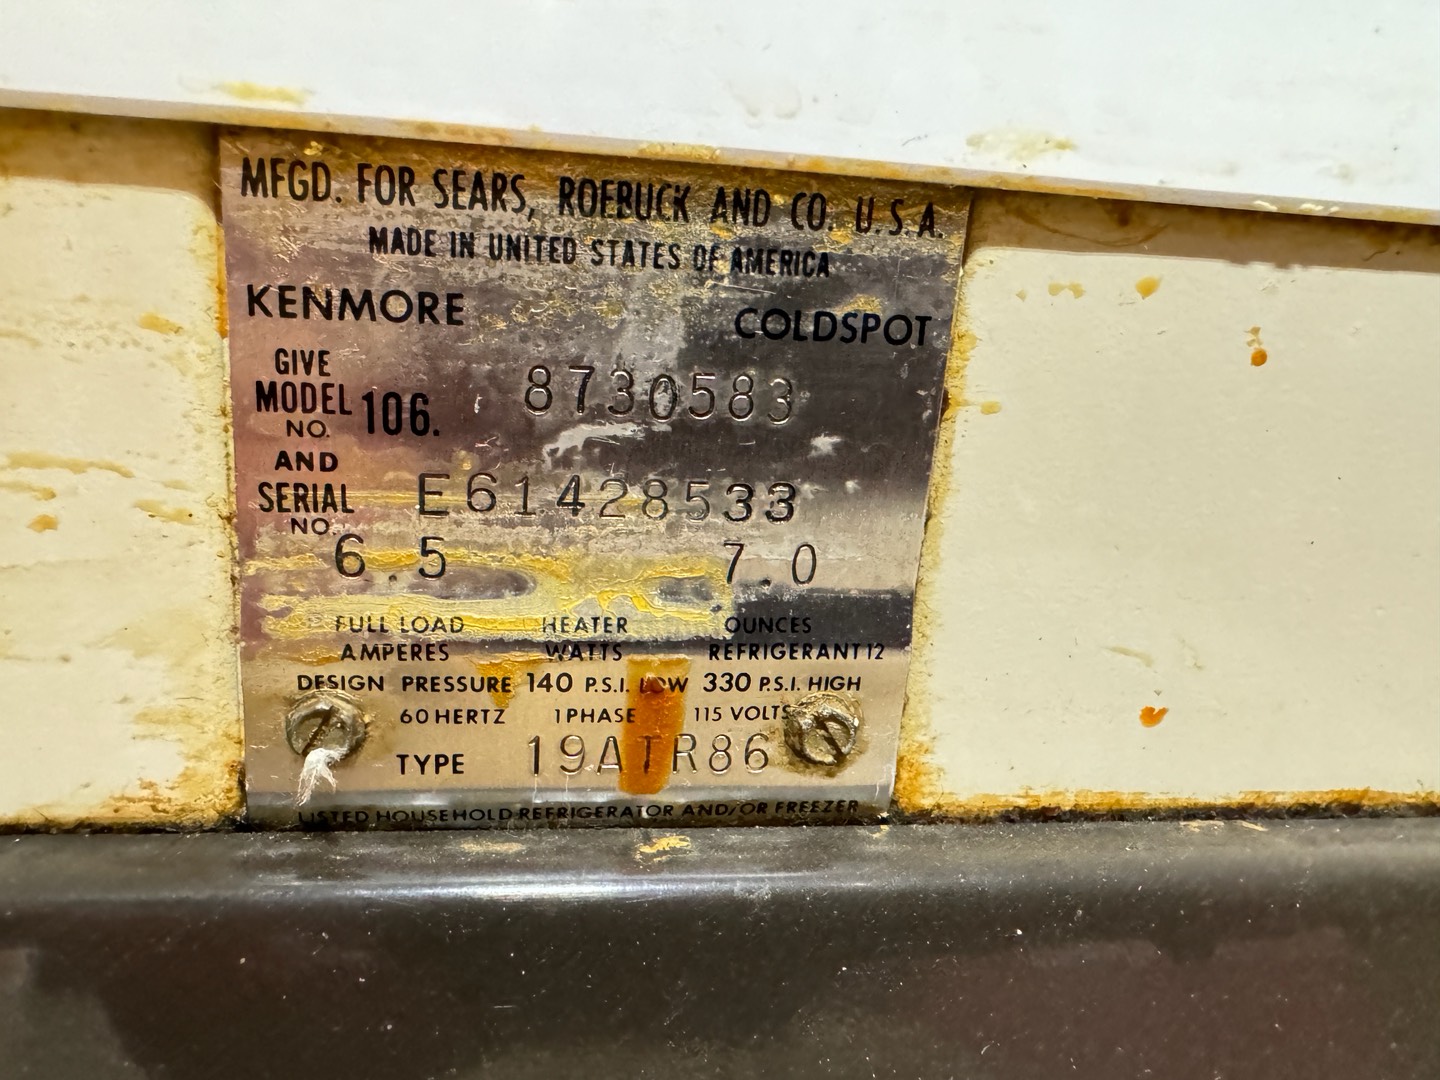 MFGD. FOR SEARS, ROEBUCK AND CO. U.S.A.
MADE IN UNITED STATES OF AMERICA
KENMORE COLDSPOT
GIVE
MODEL 106. 8730583
NO.
AND
SERIAL E61428533
NO.
6.5 7.0
FULL LOAD HEATER OUNCES
AMPERES WATTS REFRIGERANT 12
DESIGN PRESSURE 140 P.S.I. LOW 330 P.S.I. HIGH
60 HERTZ 1 PHASE 115 VOLTS
TYPE 19ATR86
LISTED HOUSEHOLD REFRIGERATOR AND/OR FREEZER